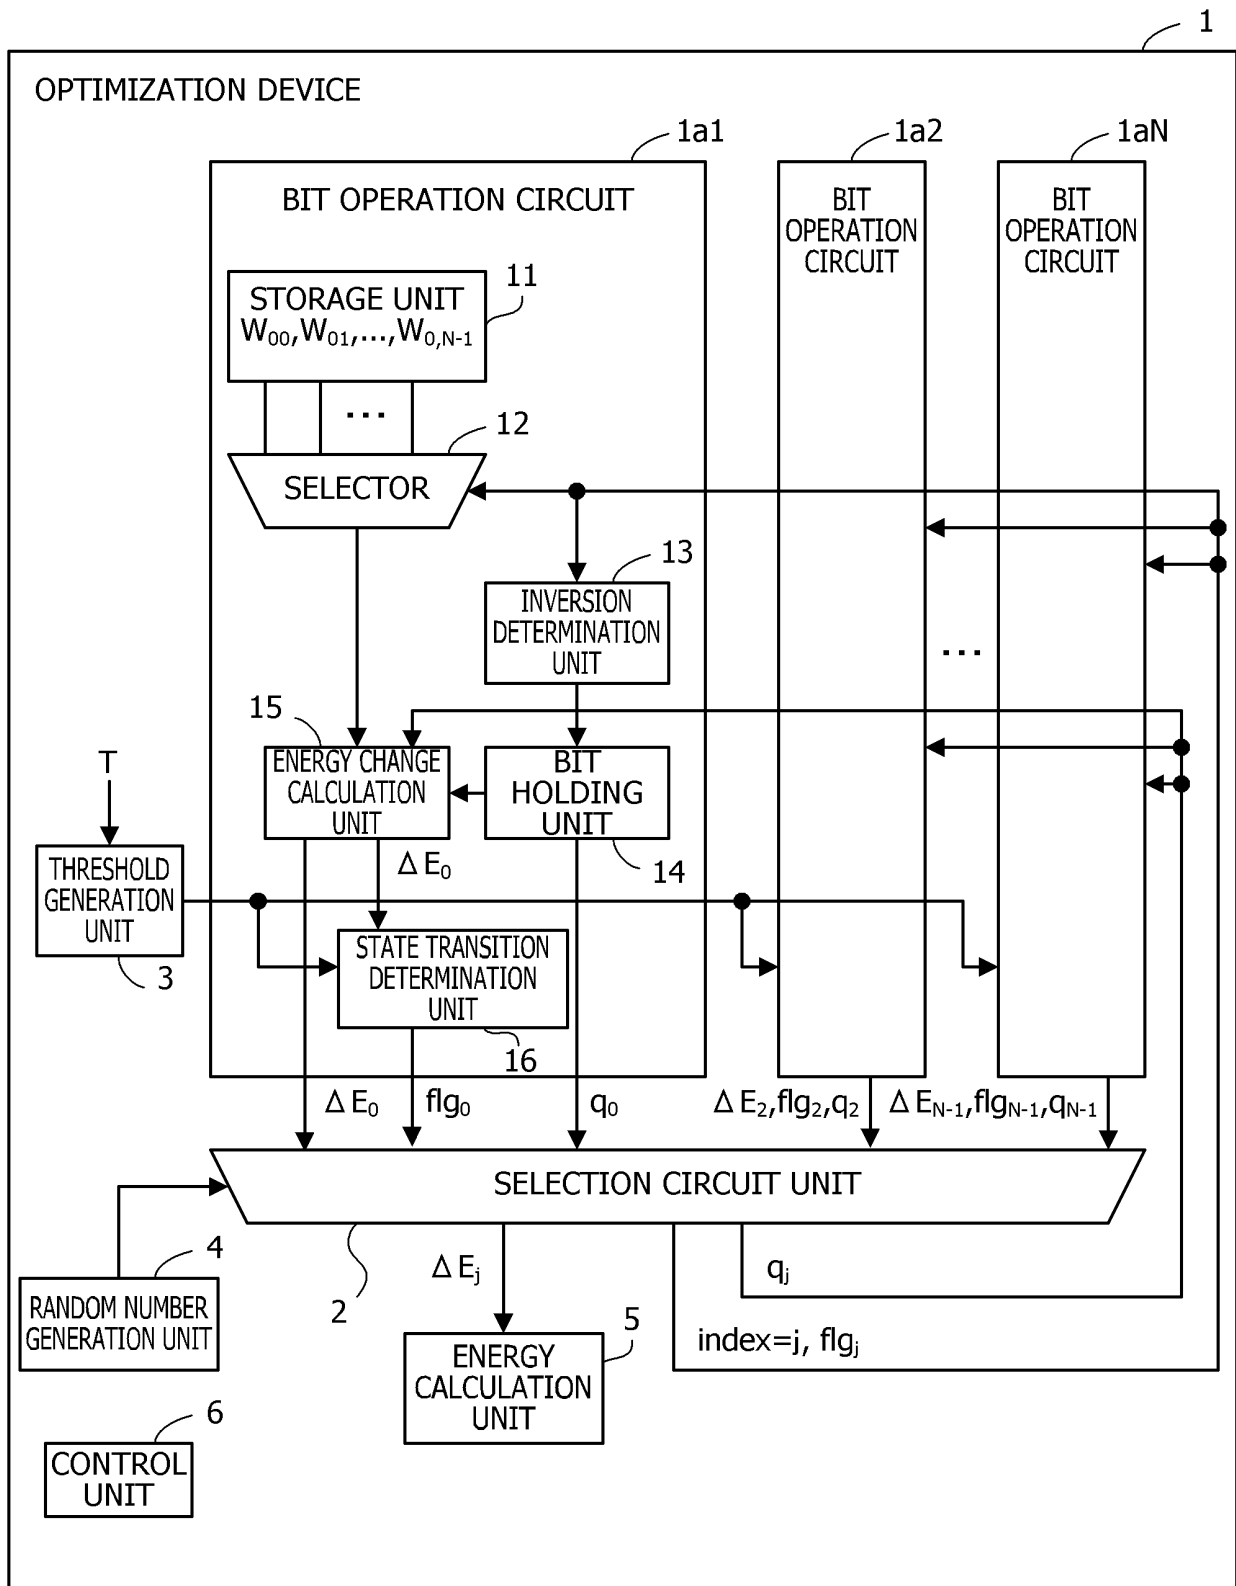 1
OPTIMIZATION DEVICE
1a1
1a2
1aN
BIT OPERATION CIRCUIT
BIT
OPERATION
CIRCUIT
BIT
OPERATION
CIRCUIT
11
STORAGE UNIT
W₀₀,W₀₁,...,W₀,N-1
...
12
SELECTOR
13
INVERSION
DETERMINATION
UNIT
...
15
ENERGY CHANGE
CALCULATION
UNIT
BIT
HOLDING
UNIT
T
ΔE₀
14
THRESHOLD
GENERATION
UNIT
3
STATE TRANSITION
DETERMINATION
UNIT
16
ΔE₀
flg₀
q₀
ΔE₂,flg₂,q₂
ΔE_N-1,flg_N-1,q_N-1
SELECTION CIRCUIT UNIT
4
2
ΔEⱼ
qⱼ
RANDOM NUMBER
GENERATION UNIT
5
index=j, flgⱼ
ENERGY
CALCULATION
UNIT
6
CONTROL
UNIT